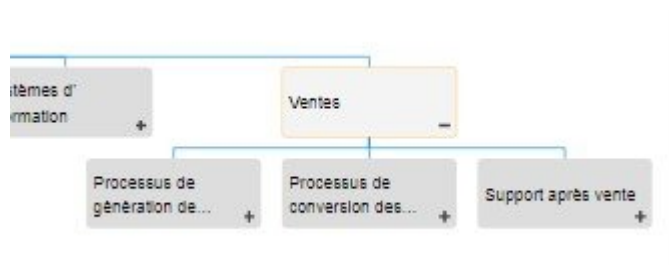 stèmes d'
rmation
Ventes
Processus de
génération de...
Processus de
conversion des...
Support après vente